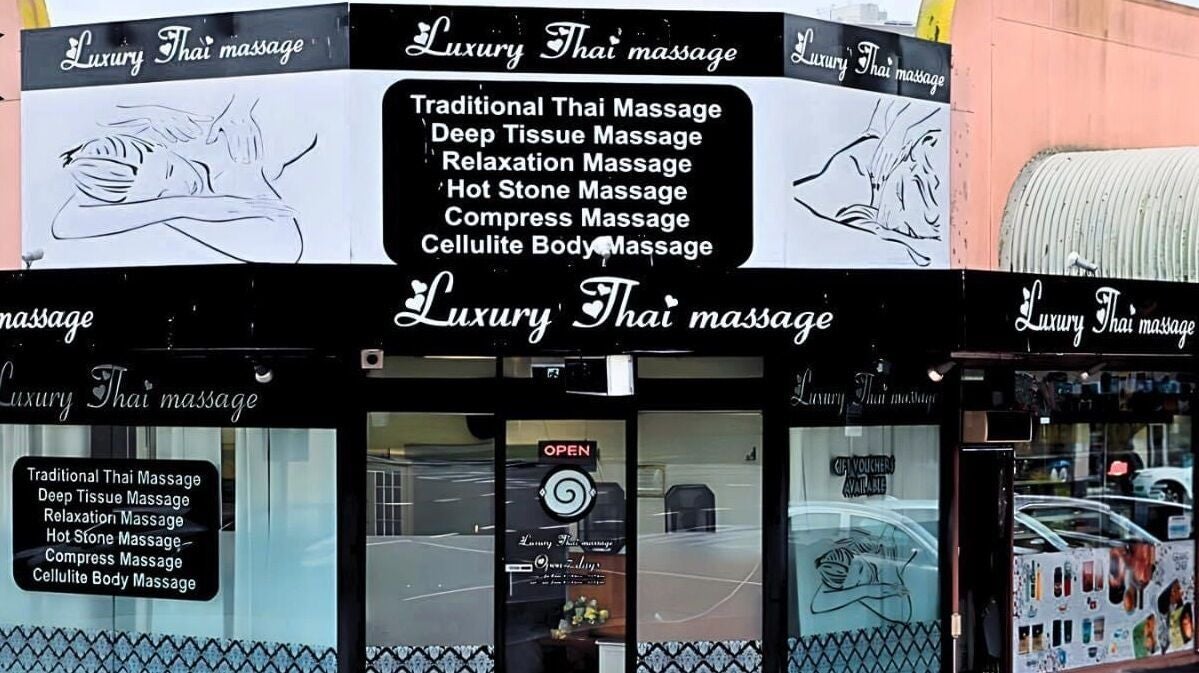 Luxury Thai massage
Luxury Thai massage
Luxury Thai massage
Traditional Thai Massage
Deep Tissue Massage
Relaxation Massage
Hot Stone Massage
Compress Massage
Cellulite Body Massage
massage
Luxury Thai massage
Luxury Thai massage
Luxury Thai massage
Luxury Thai massage
Traditional Thai Massage
Deep Tissue Massage
Relaxation Massage
Hot Stone Massage
Compress Massage
Cellulite Body Massage
OPEN
Luxury Thai massage
Open 7 days
GIFT VOUCHERS
AVAILABLE